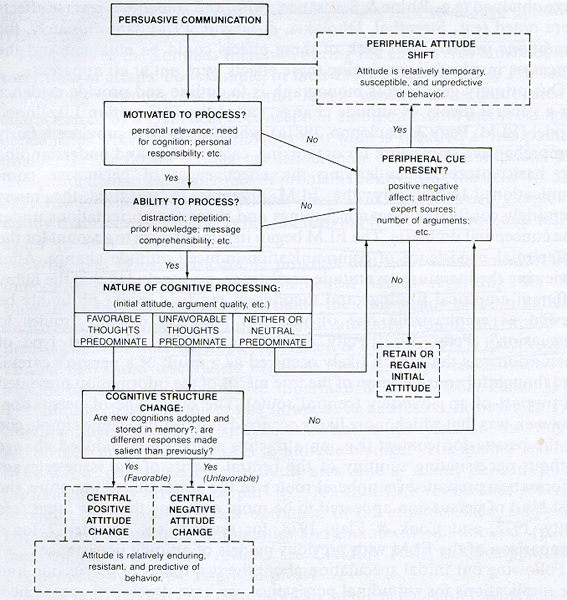 PERSUASIVE COMMUNICATION
PERIPHERAL ATTITUDE
SHIFT
Attitude is relatively temporary,
susceptible, and unpredictive
of behavior.
MOTIVATED TO PROCESS?
personal relevance; need
for cognition; personal
responsibility; etc.
No
Yes
Yes
PERIPHERAL CUE
PRESENT?
positive negative
affect; attractive
expert sources;
number of arguments;
etc.
ABILITY TO PROCESS?
distraction; repetition;
prior knowledge; message
comprehensibility; etc.
No
Yes
No
NATURE OF COGNITIVE PROCESSING:
(initial attitude, argument quality, etc.)
FAVORABLE
THOUGHTS
PREDOMINATE
UNFAVORABLE
THOUGHTS
PREDOMINATE
NEITHER OR
NEUTRAL
PREDOMINATE
RETAIN OR
REGAIN
INITIAL
ATTITUDE
COGNITIVE STRUCTURE
CHANGE:
Are new cognitions adopted and
stored in memory?; are
different responses made
salient than previously?
No
Yes
(Favorable)
Yes
(Unfavorable)
CENTRAL
POSITIVE
ATTITUDE
CHANGE
CENTRAL
NEGATIVE
ATTITUDE
CHANGE
Attitude is relatively enduring,
resistant, and predictive of
behavior.